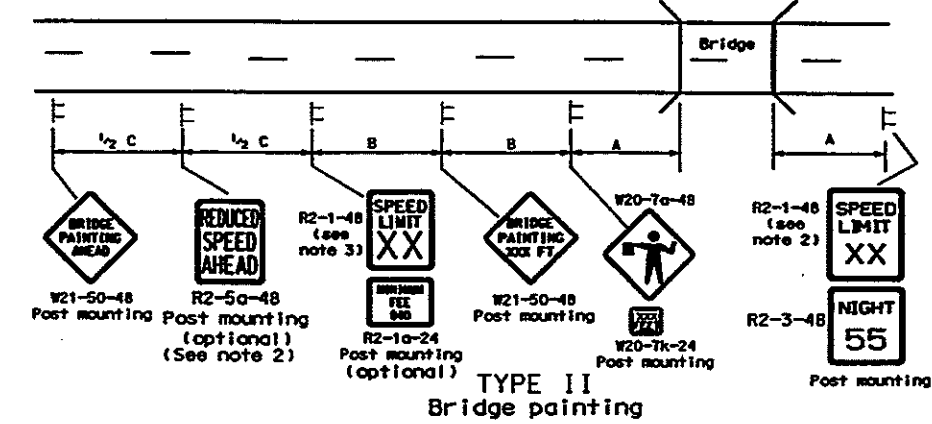 Bridge
1/2 C
1/2 C
B
B
A
A
BRIDGE
PAINTING
AHEAD
W21-50-48
Post mounting
REDUCED
SPEED
AHEAD
R2-5a-48
Post mounting
(optional)
(See note 2)
R2-1-48
(see
note 3)
SPEED
LIMIT
XX
MINIMUM
FEE
$40
R2-1a-24
Post mounting
(optional)
BRIDGE
PAINTING
XXX FT
W21-50-48
Post mounting
W20-7a-48
W20-7k-24
Post mounting
R2-1-48
(see
note 2)
SPEED
LIMIT
XX
R2-3-48
NIGHT
55
Post mounting
TYPE II
Bridge painting